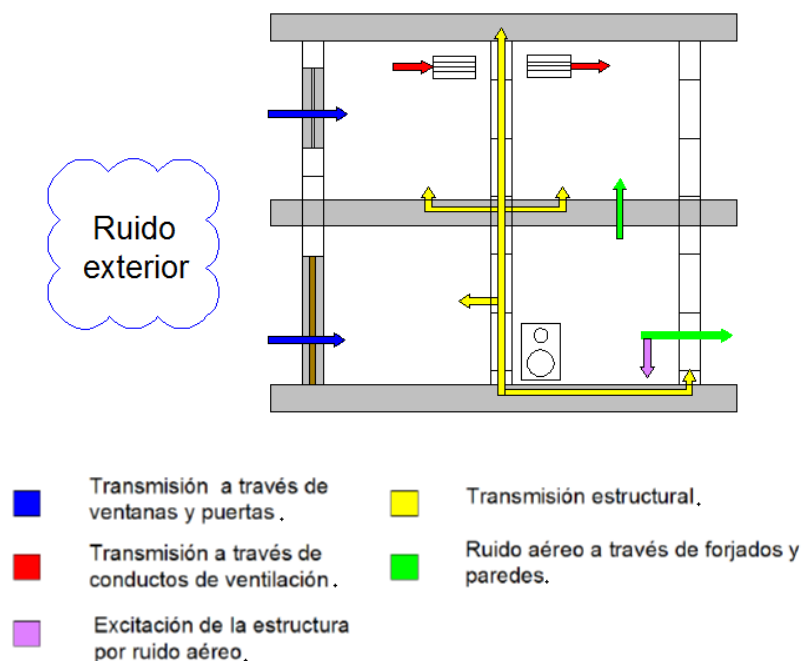 Ruido
exterior
Transmisión a través de
ventanas y puertas.
Transmisión estructural.
Transmisión a través de
conductos de ventilación.
Ruido aéreo a través de forjados y
paredes.
Excitación de la estructura
por ruido aéreo.